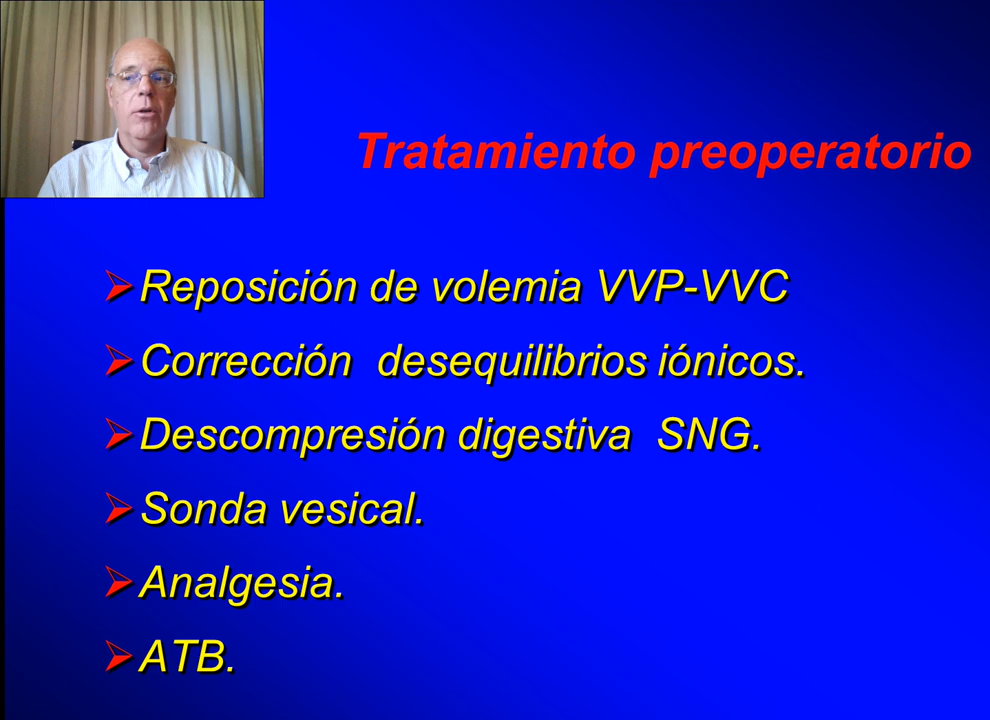 Tratamiento preoperatorio
Reposición de volemia VVP-VVC
Corrección desequilibrios iónicos.
Descompresión digestiva SNG.
Sonda vesical.
Analgesia.
ATB.